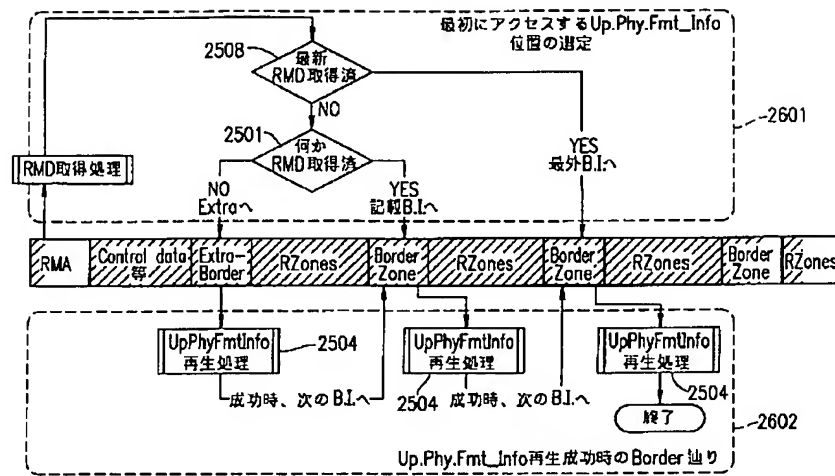 最初にアクセスするUp.Phy.Fmt_Info
位置の選定
2508
最新
RMD取得済
NO
2501
何か
RMD取得済
2601
RMD取得処理
NO
Extraへ
YES
記載B.I.へ
YES
最外B.I.へ
RMA
Control data
等
Extra-
Border
RZones
Border
Zone
RZones
Border
Zone
RZones
Border
Zone
RZones
UpPhyFmtInfo
再生処理
2504
UpPhyFmtInfo
再生処理
UpPhyFmtInfo
再生処理
成功時、次のB.I.へ
2504
成功時、次のB.I.へ
2504
終了
2602
Up.Phy.Fmt_Info再生成功時のBorder辿り